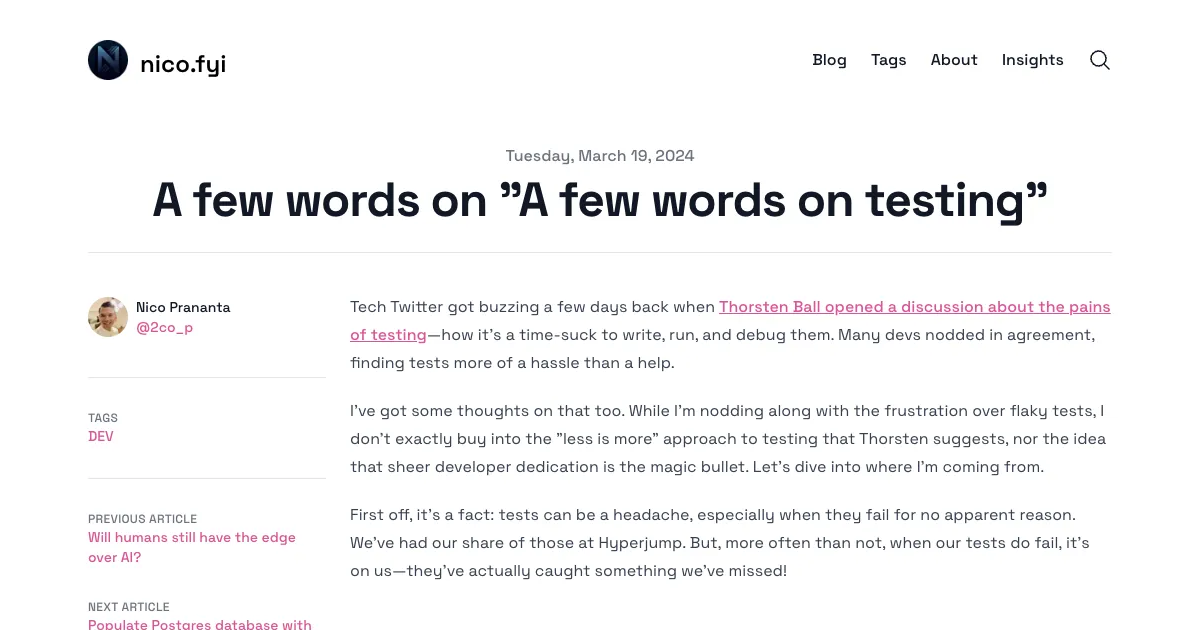 nico.fyi
Blog Tags About Insights
Tuesday, March 19, 2024
A few words on ”A few words on testing”
Nico Prananta
@2co_p
TAGS
DEV
PREVIOUS ARTICLE
Will humans still have the edge
over AI?
NEXT ARTICLE
Populate Postgres database with
Tech Twitter got buzzing a few days back when Thorsten Ball opened a discussion about the pains
of testing—how it’s a time-suck to write, run, and debug them. Many devs nodded in agreement,
finding tests more of a hassle than a help.
I’ve got some thoughts on that too. While I’m nodding along with the frustration over flaky tests, I
don’t exactly buy into the ”less is more” approach to testing that Thorsten suggests, nor the idea
that sheer developer dedication is the magic bullet. Let’s dive into where I’m coming from.
First off, it’s a fact: tests can be a headache, especially when they fail for no apparent reason.
We’ve had our share of those at Hyperjump. But, more often than not, when our tests do fail, it’s
on us—they’ve actually caught something we’ve missed!